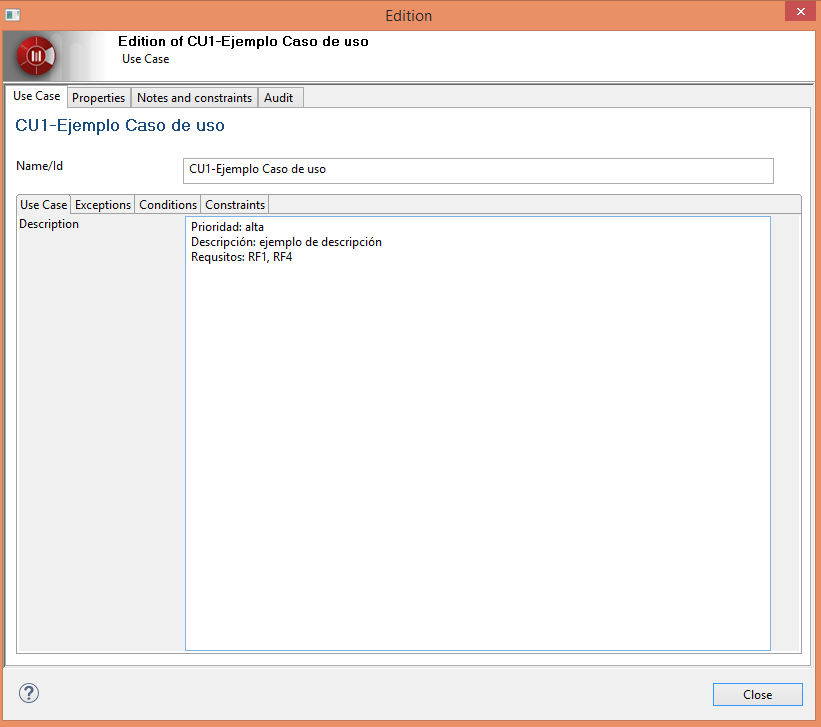 Edition
Edition of CU1-Ejemplo Caso de uso
Use Case
Use Case Properties Notes and constraints Audit
CU1-Ejemplo Caso de uso
Name/Id CU1-Ejemplo Caso de uso
Use Case Exceptions Conditions Constraints
Description
Prioridad: alta
Descripción: ejemplo de descripción
Requsitos: RF1, RF4
?
Close